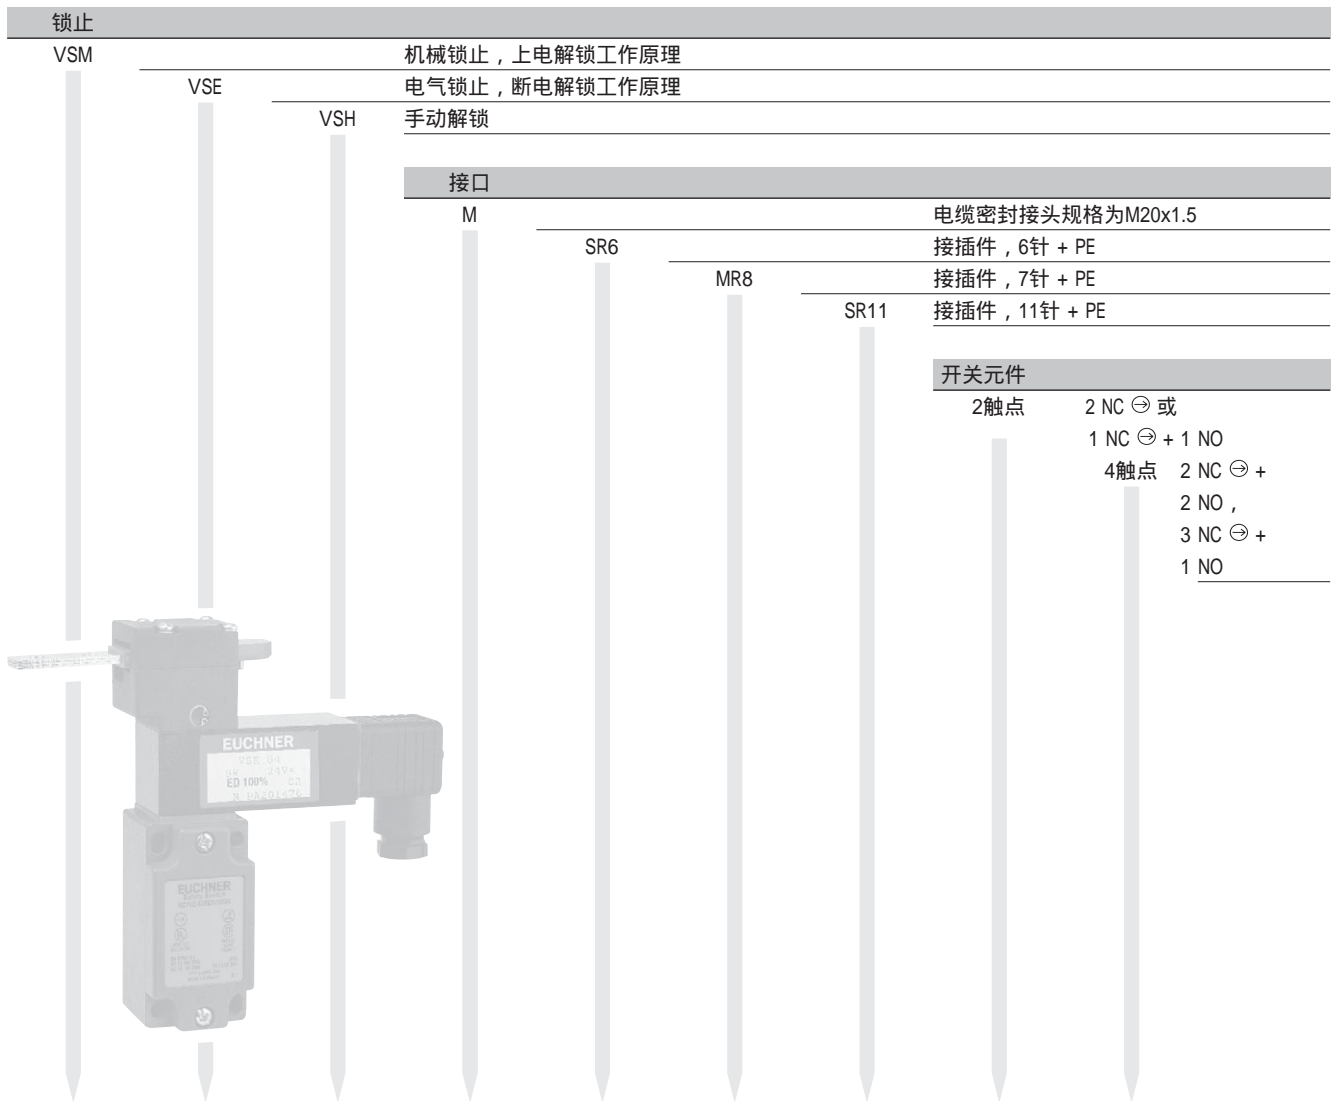 锁止
VSM 机械锁止，上电解锁工作原理
VSE 电气锁止，断电解锁工作原理
VSH 手动解锁
接口
M 电缆密封接头规格为M20x1.5
SR6 接插件，6针 + PE
MR8 接插件，7针 + PE
SR11 接插件，11针 + PE
开关元件
2触点 2 NC ⊖ 或
1 NC ⊖ + 1 NO
4触点 2 NC ⊖ +
2 NO，
3 NC ⊖ +
1 NO
EUCHNER
ED 100%
EUCHNER